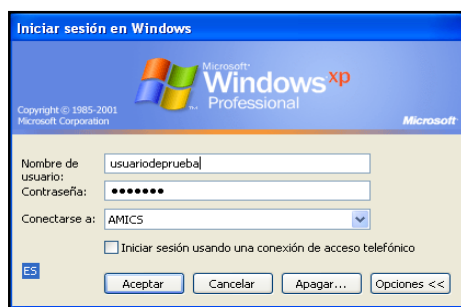 Iniciar sesión en Windows
Microsoft®
Windows xp
Professional
Copyright © 1985-2001
Microsoft Corporation
Microsoft
Nombre de usuario:
usuariodeprueba
Contraseña:
•••••••
Conectarse a:
AMICS
Iniciar sesión usando una conexión de acceso telefónico
ES
Aceptar
Cancelar
Apagar...
Opciones <<